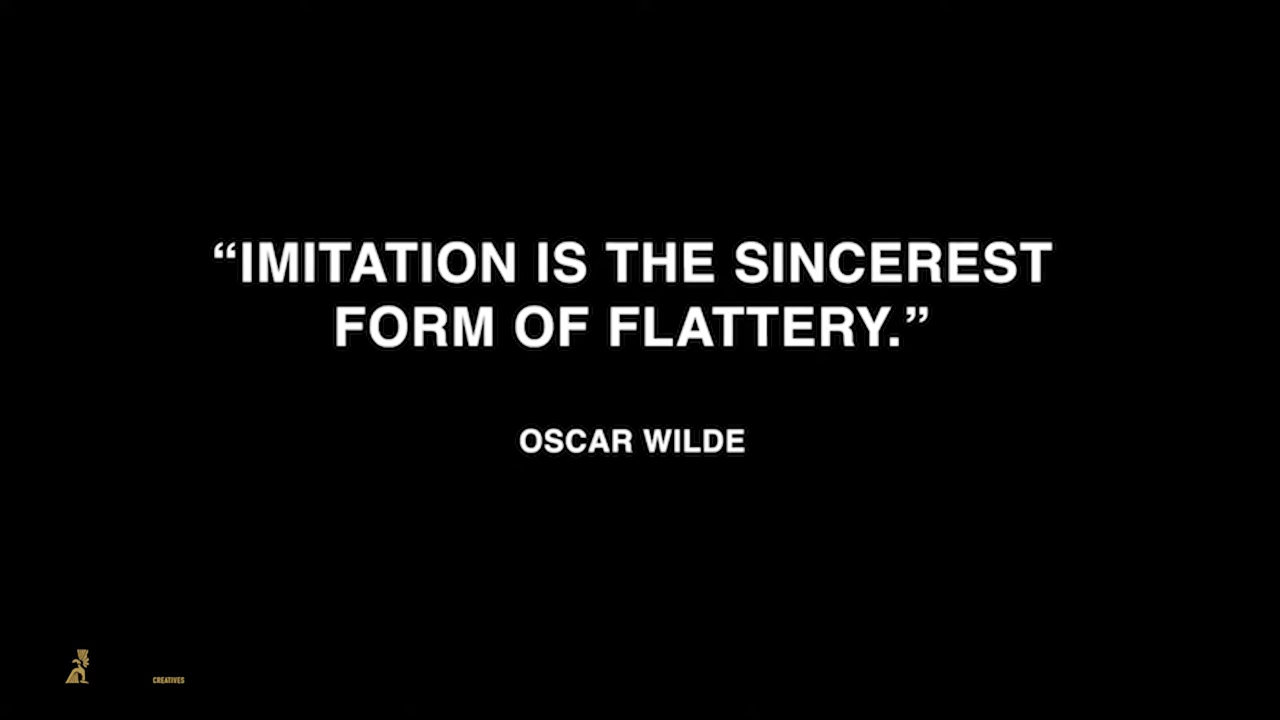 “IMITATION IS THE SINCEREST
FORM OF FLATTERY.”
OSCAR WILDE
CREATIVES